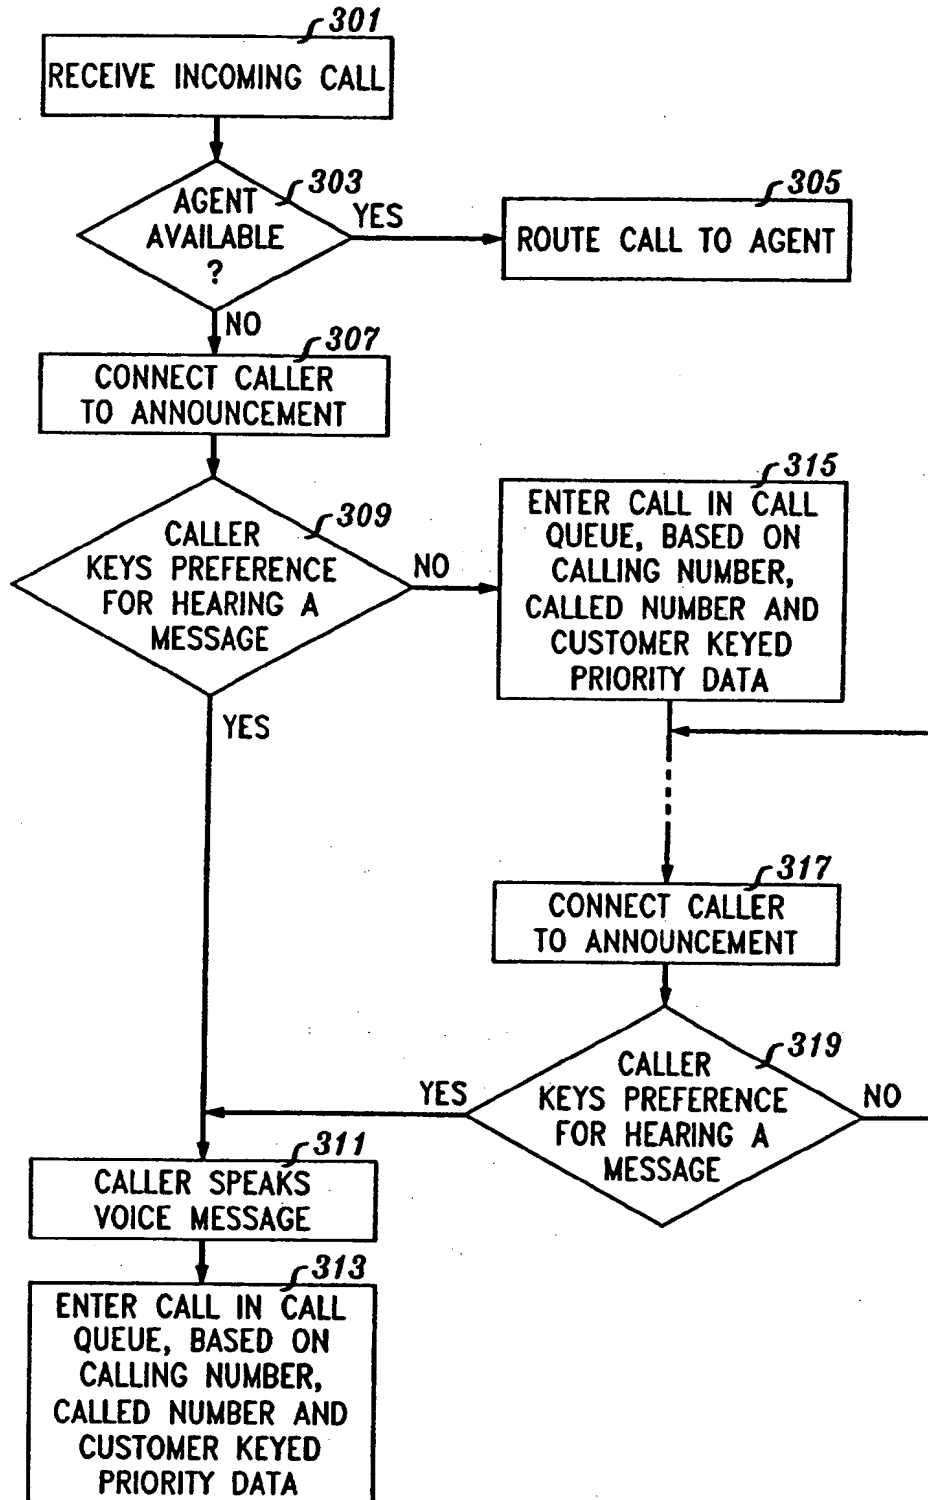 301
RECEIVE INCOMING CALL
303
AGENT
AVAILABLE
?
YES
305
ROUTE CALL TO AGENT
NO
307
CONNECT CALLER
TO ANNOUNCEMENT
309
CALLER
KEYS PREFERENCE
FOR HEARING A
MESSAGE
NO
315
ENTER CALL IN CALL
QUEUE, BASED ON
CALLING NUMBER,
CALLED NUMBER AND
CUSTOMER KEYED
PRIORITY DATA
YES
317
CONNECT CALLER
TO ANNOUNCEMENT
319
CALLER
KEYS PREFERENCE
FOR HEARING A
MESSAGE
YES
NO
311
CALLER SPEAKS
VOICE MESSAGE
313
ENTER CALL IN CALL
QUEUE, BASED ON
CALLING NUMBER,
CALLED NUMBER AND
CUSTOMER KEYED
PRIORITY DATA